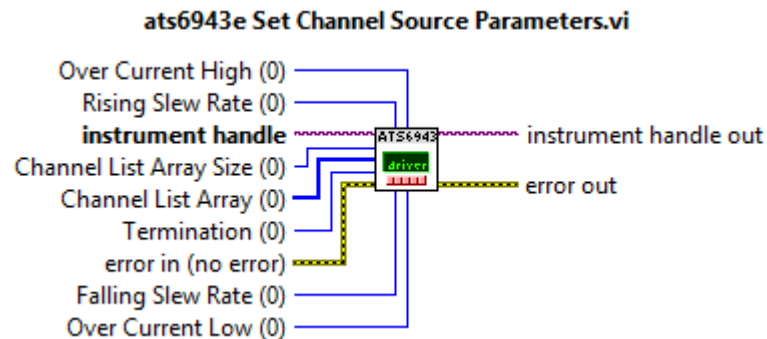 ats6943e Set Channel Source Parameters.vi
Over Current High (0)
Rising Slew Rate (0)
instrument handle
Channel List Array Size (0)
Channel List Array (0)
Termination (0)
error in (no error)
Falling Slew Rate (0)
Over Current Low (0)
ATS6943
driver
instrument handle out
error out